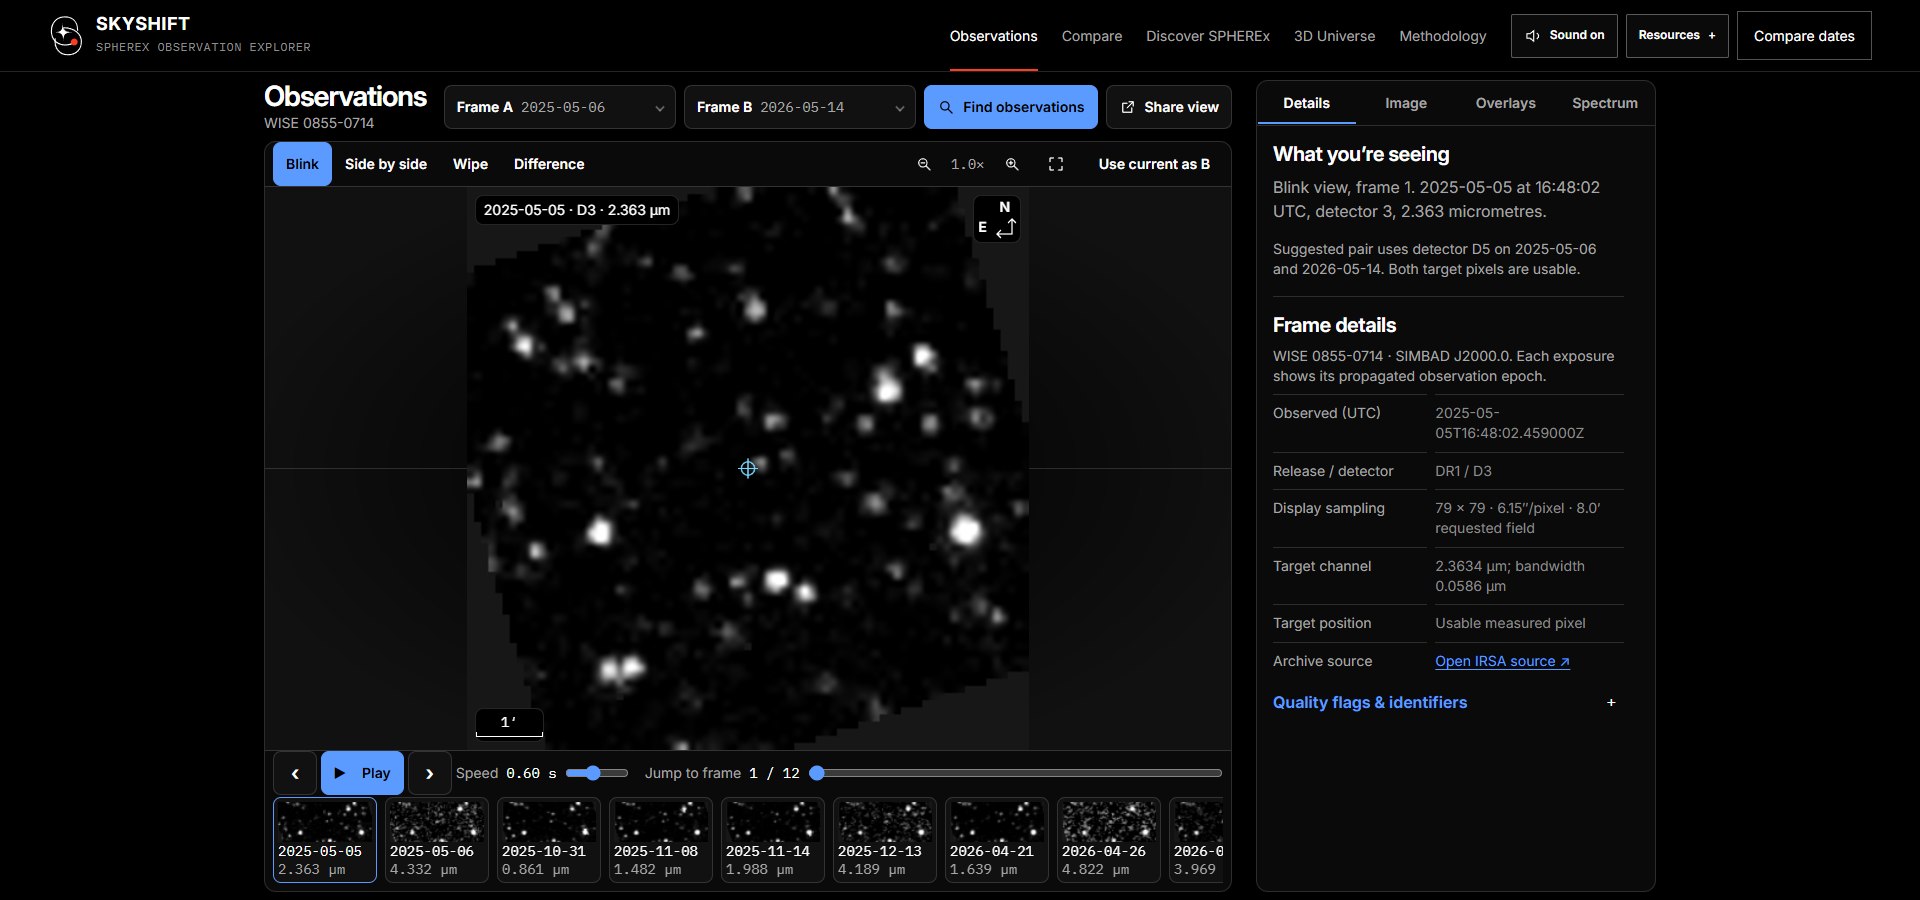 SKYSHIFT
SPHEREX OBSERVATION EXPLORER
Observations
Compare
Discover SPHEREx
3D Universe
Methodology
Sound on
Resources +
Compare dates
Observations
WISE 0855-0714
Frame A 2025-05-06
Frame B 2026-05-14
Find observations
Share view
Blink
Side by side
Wipe
Difference
1.0×
Use current as B
2025-05-05 · D3 · 2.363 µm
N
E
1′
‹
Play
›
Speed 0.60 s
Jump to frame 1 / 12
2025-05-05
2.363 µm
2025-05-06
4.332 µm
2025-10-31
0.861 µm
2025-11-08
1.482 µm
2025-11-14
1.988 µm
2025-12-13
4.189 µm
2026-04-21
1.639 µm
2026-04-26
4.822 µm
2026-0
3.969
Details
Image
Overlays
Spectrum
What you’re seeing
Blink view, frame 1. 2025-05-05 at 16:48:02
UTC, detector 3, 2.363 micrometres.
Suggested pair uses detector D5 on 2025-05-06
and 2026-05-14. Both target pixels are usable.
Frame details
WISE 0855-0714 · SIMBAD J2000.0. Each exposure
shows its propagated observation epoch.
Observed (UTC)
2025-05-
05T16:48:02.459000Z
Release / detector
DR1 / D3
Display sampling
79 × 79 · 6.15″/pixel · 8.0′
requested field
Target channel
2.3634 µm; bandwidth
0.0586 µm
Target position
Usable measured pixel
Archive source
Open IRSA source ↗
Quality flags & identifiers +